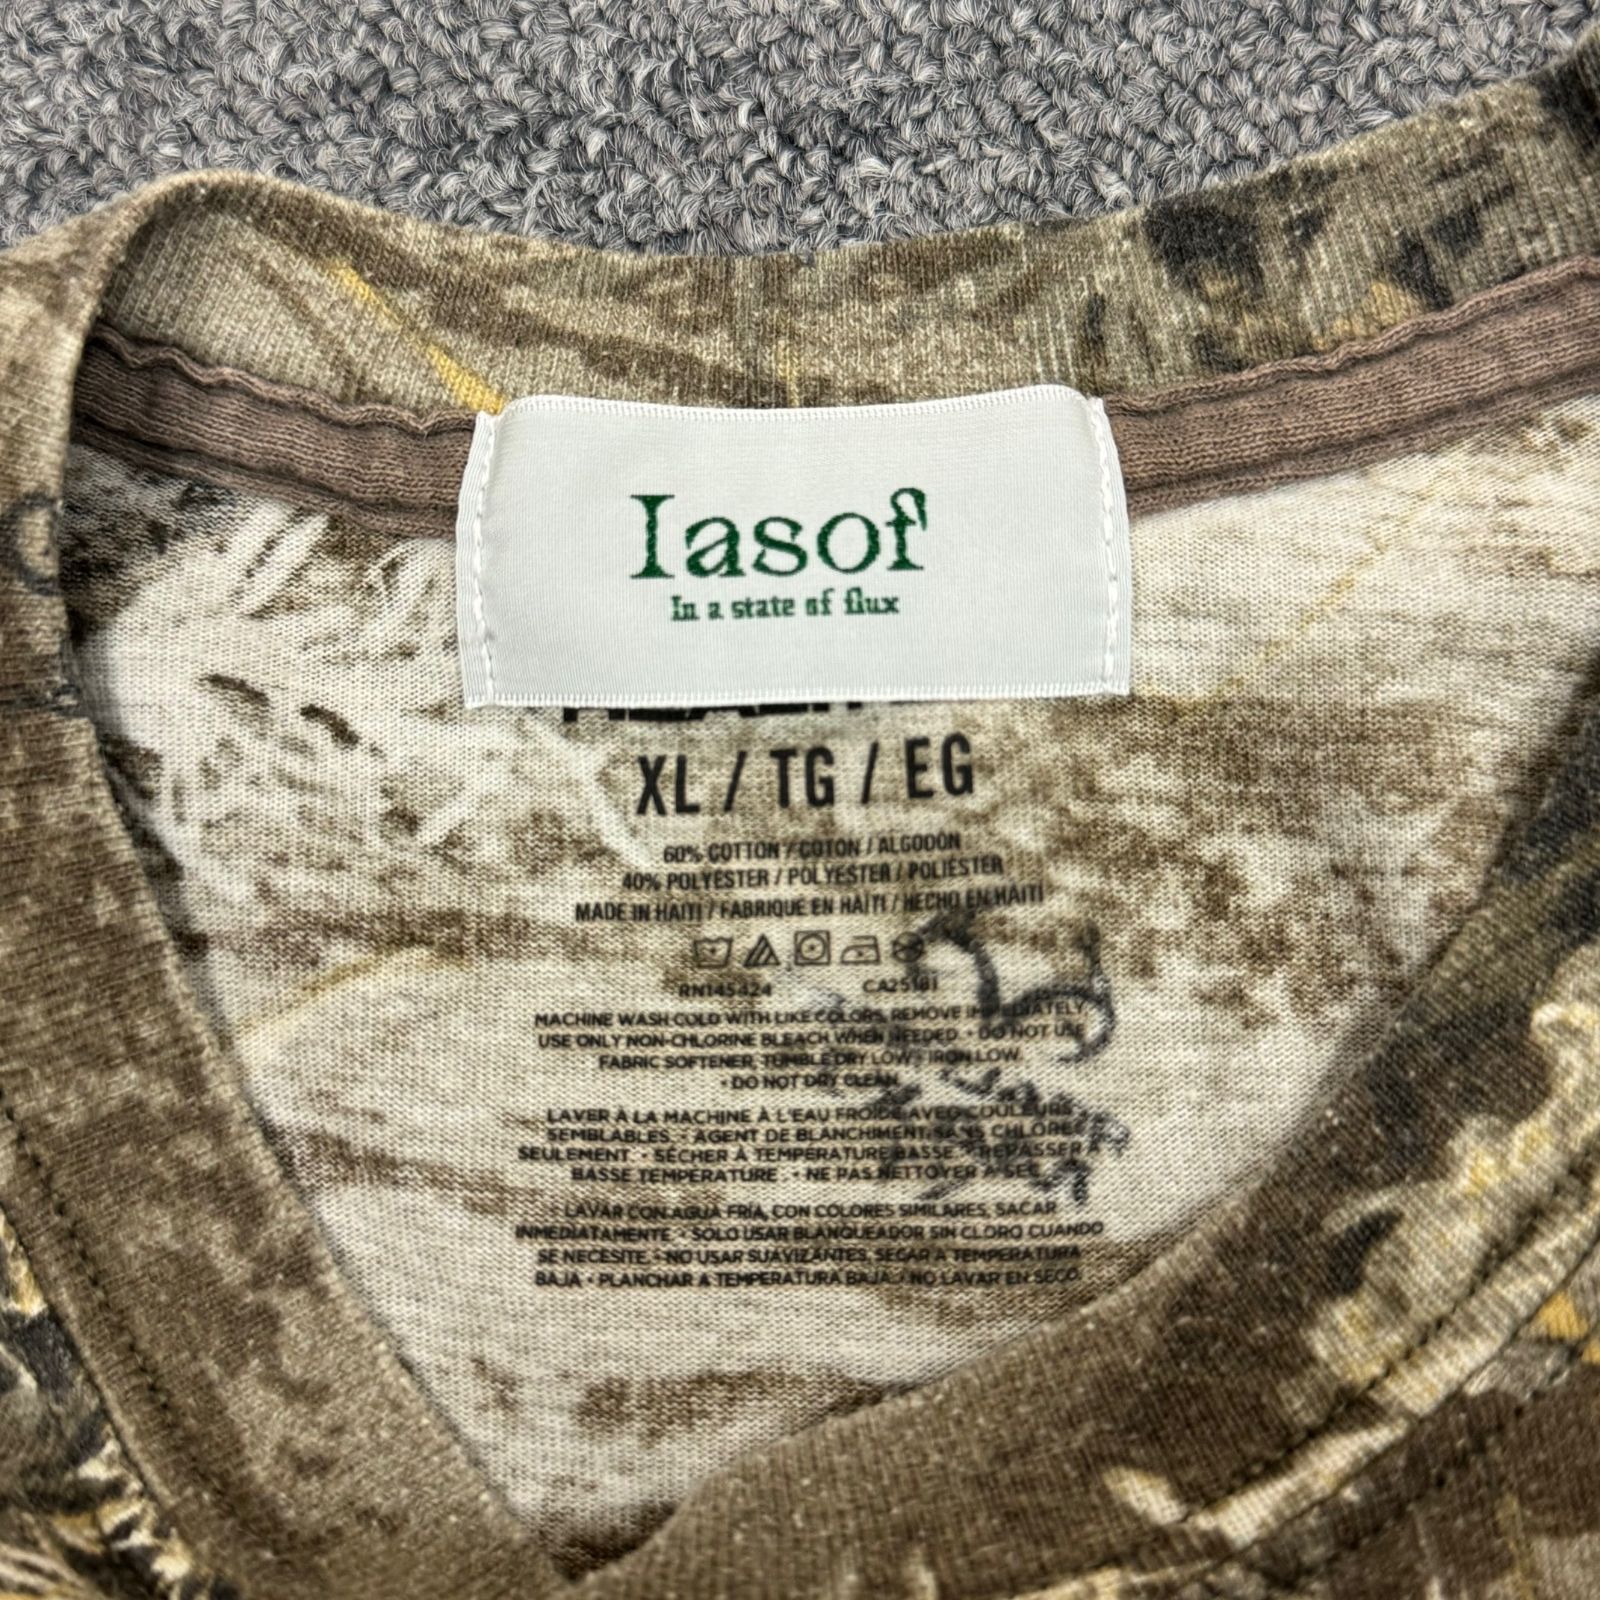 Iasof
In a state of flux
XL / TG / EG
60% COTTON / COTON / ALGODÓN
40% POLYESTER / POLYESTER / POLIÉSTER
MADE IN HAITI / FABRIQUÉ EN HAÏTI / HECHO EN HAITÍ
RN145424 CA25181
MACHINE WASH COLD WITH LIKE COLORS, REMOVE IMMEDIATELY
USE ONLY NON-CHLORINE BLEACH WHEN NEEDED • DO NOT USE
FABRIC SOFTENER, TUMBLE DRY LOW • IRON LOW.
• DO NOT DRY CLEAN
LAVER À LA MACHINE À L'EAU FROIDE AVEC COULEURS
SEMBLABLES. • AGENT DE BLANCHIMENT SANS CHLORE
SEULEMENT. • SÉCHER À TEMPÉRATURE BASSE. • REPASSER À
BASSE TEMPÉRATURE. • NE PAS NETTOYER À SEC.
• LAVAR CON AGUA FRÍA, CON COLORES SIMILARES, SACAR
INMEDIATAMENTE • SOLO USAR BLANQUEADOR SIN CLORO CUANDO
SE NECESITE. • NO USAR SUAVIZANTES, SECAR A TEMPERATURA
BAJA • PLANCHAR A TEMPERATURA BAJA. • NO LAVAR EN SECO.